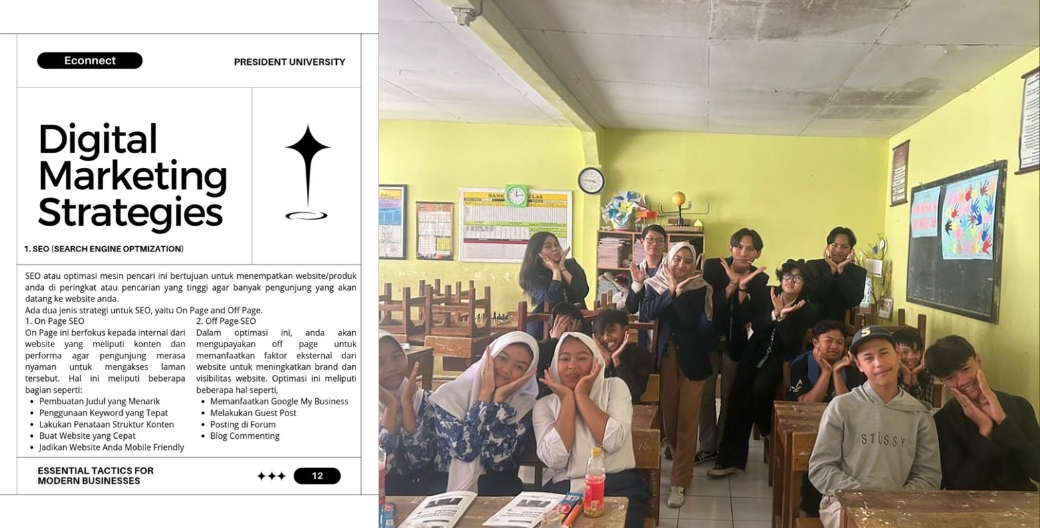 Econnect
PRESIDENT UNIVERSITY
Digital
Marketing
Strategies
1. SEO (SEARCH ENGINE OPTMIZATION)
SEO atau optimasi mesin pencari ini bertujuan untuk menempatkan website/produk
anda di peringkat atau pencarian yang tinggi agar banyak pengunjung yang akan
datang ke website anda.
Ada dua jenis strategi untuk SEO, yaitu On Page and Off Page.
1. On Page SEO
On Page ini berfokus kepada internal dari
website yang meliputi konten dan
performa agar pengunjung merasa
nyaman untuk mengakses laman
tersebut. Hal ini meliputi beberapa
bagian seperti:
• Pembuatan Judul yang Menarik
• Penggunaan Keyword yang Tepat
• Lakukan Penataan Struktur Konten
• Buat Website yang Cepat
• Jadikan Website Anda Mobile Friendly
2. Off Page SEO
Dalam optimasi ini, anda akan
mengupayakan off page untuk
memanfaatkan faktor eksternal dari
website untuk meningkatkan brand dan
visibilitas website. Optimasi ini meliputi
beberapa hal seperti,
• Memanfaatkan Google My Business
• Melakukan Guest Post
• Posting di Forum
• Blog Commenting
ESSENTIAL TACTICS FOR
MODERN BUSINESSES
12
S
STUSSY